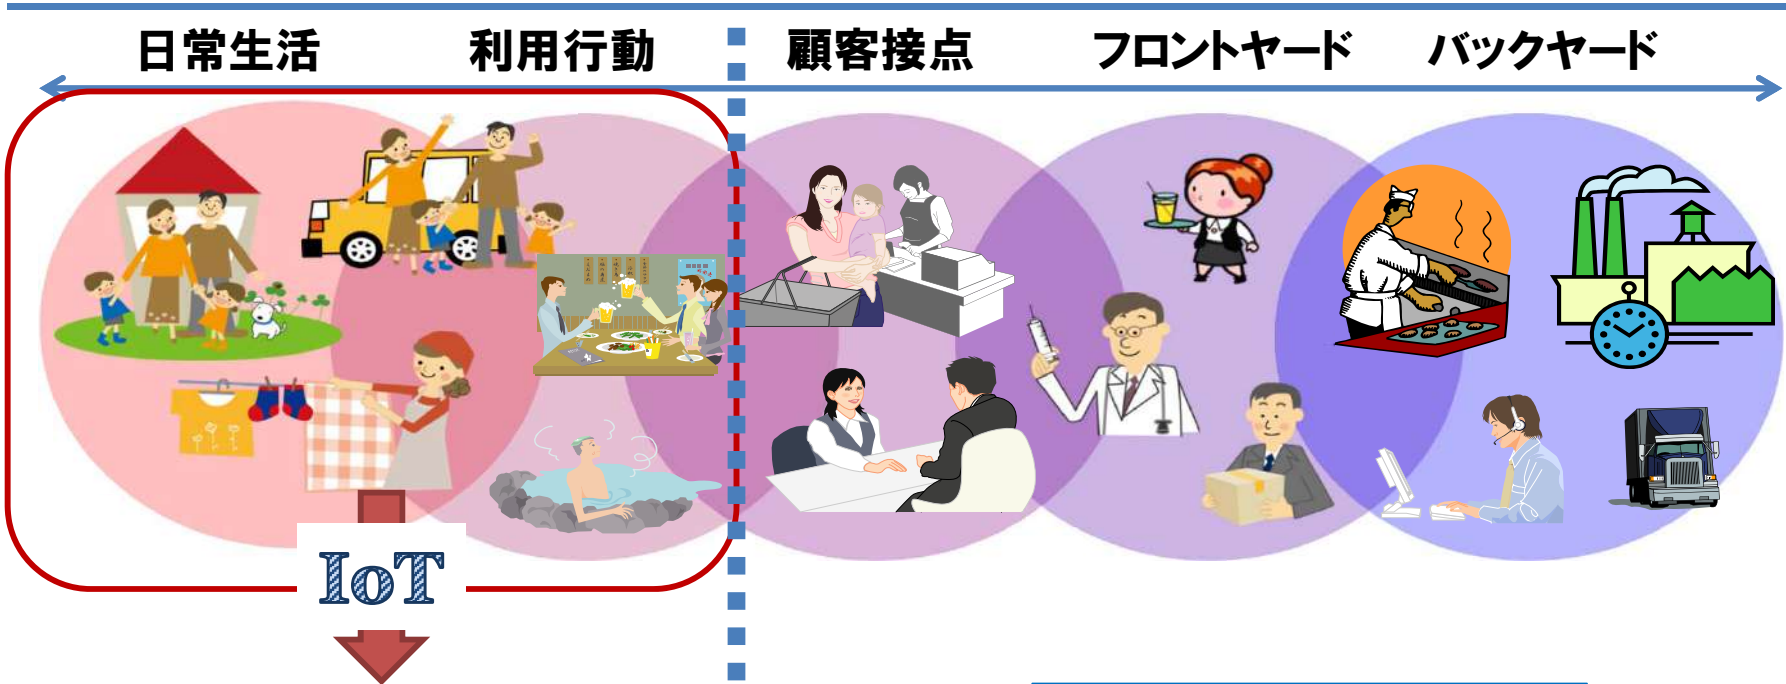 日常生活
利用行動
顧客接点
フロントヤード
バックヤード
IoT